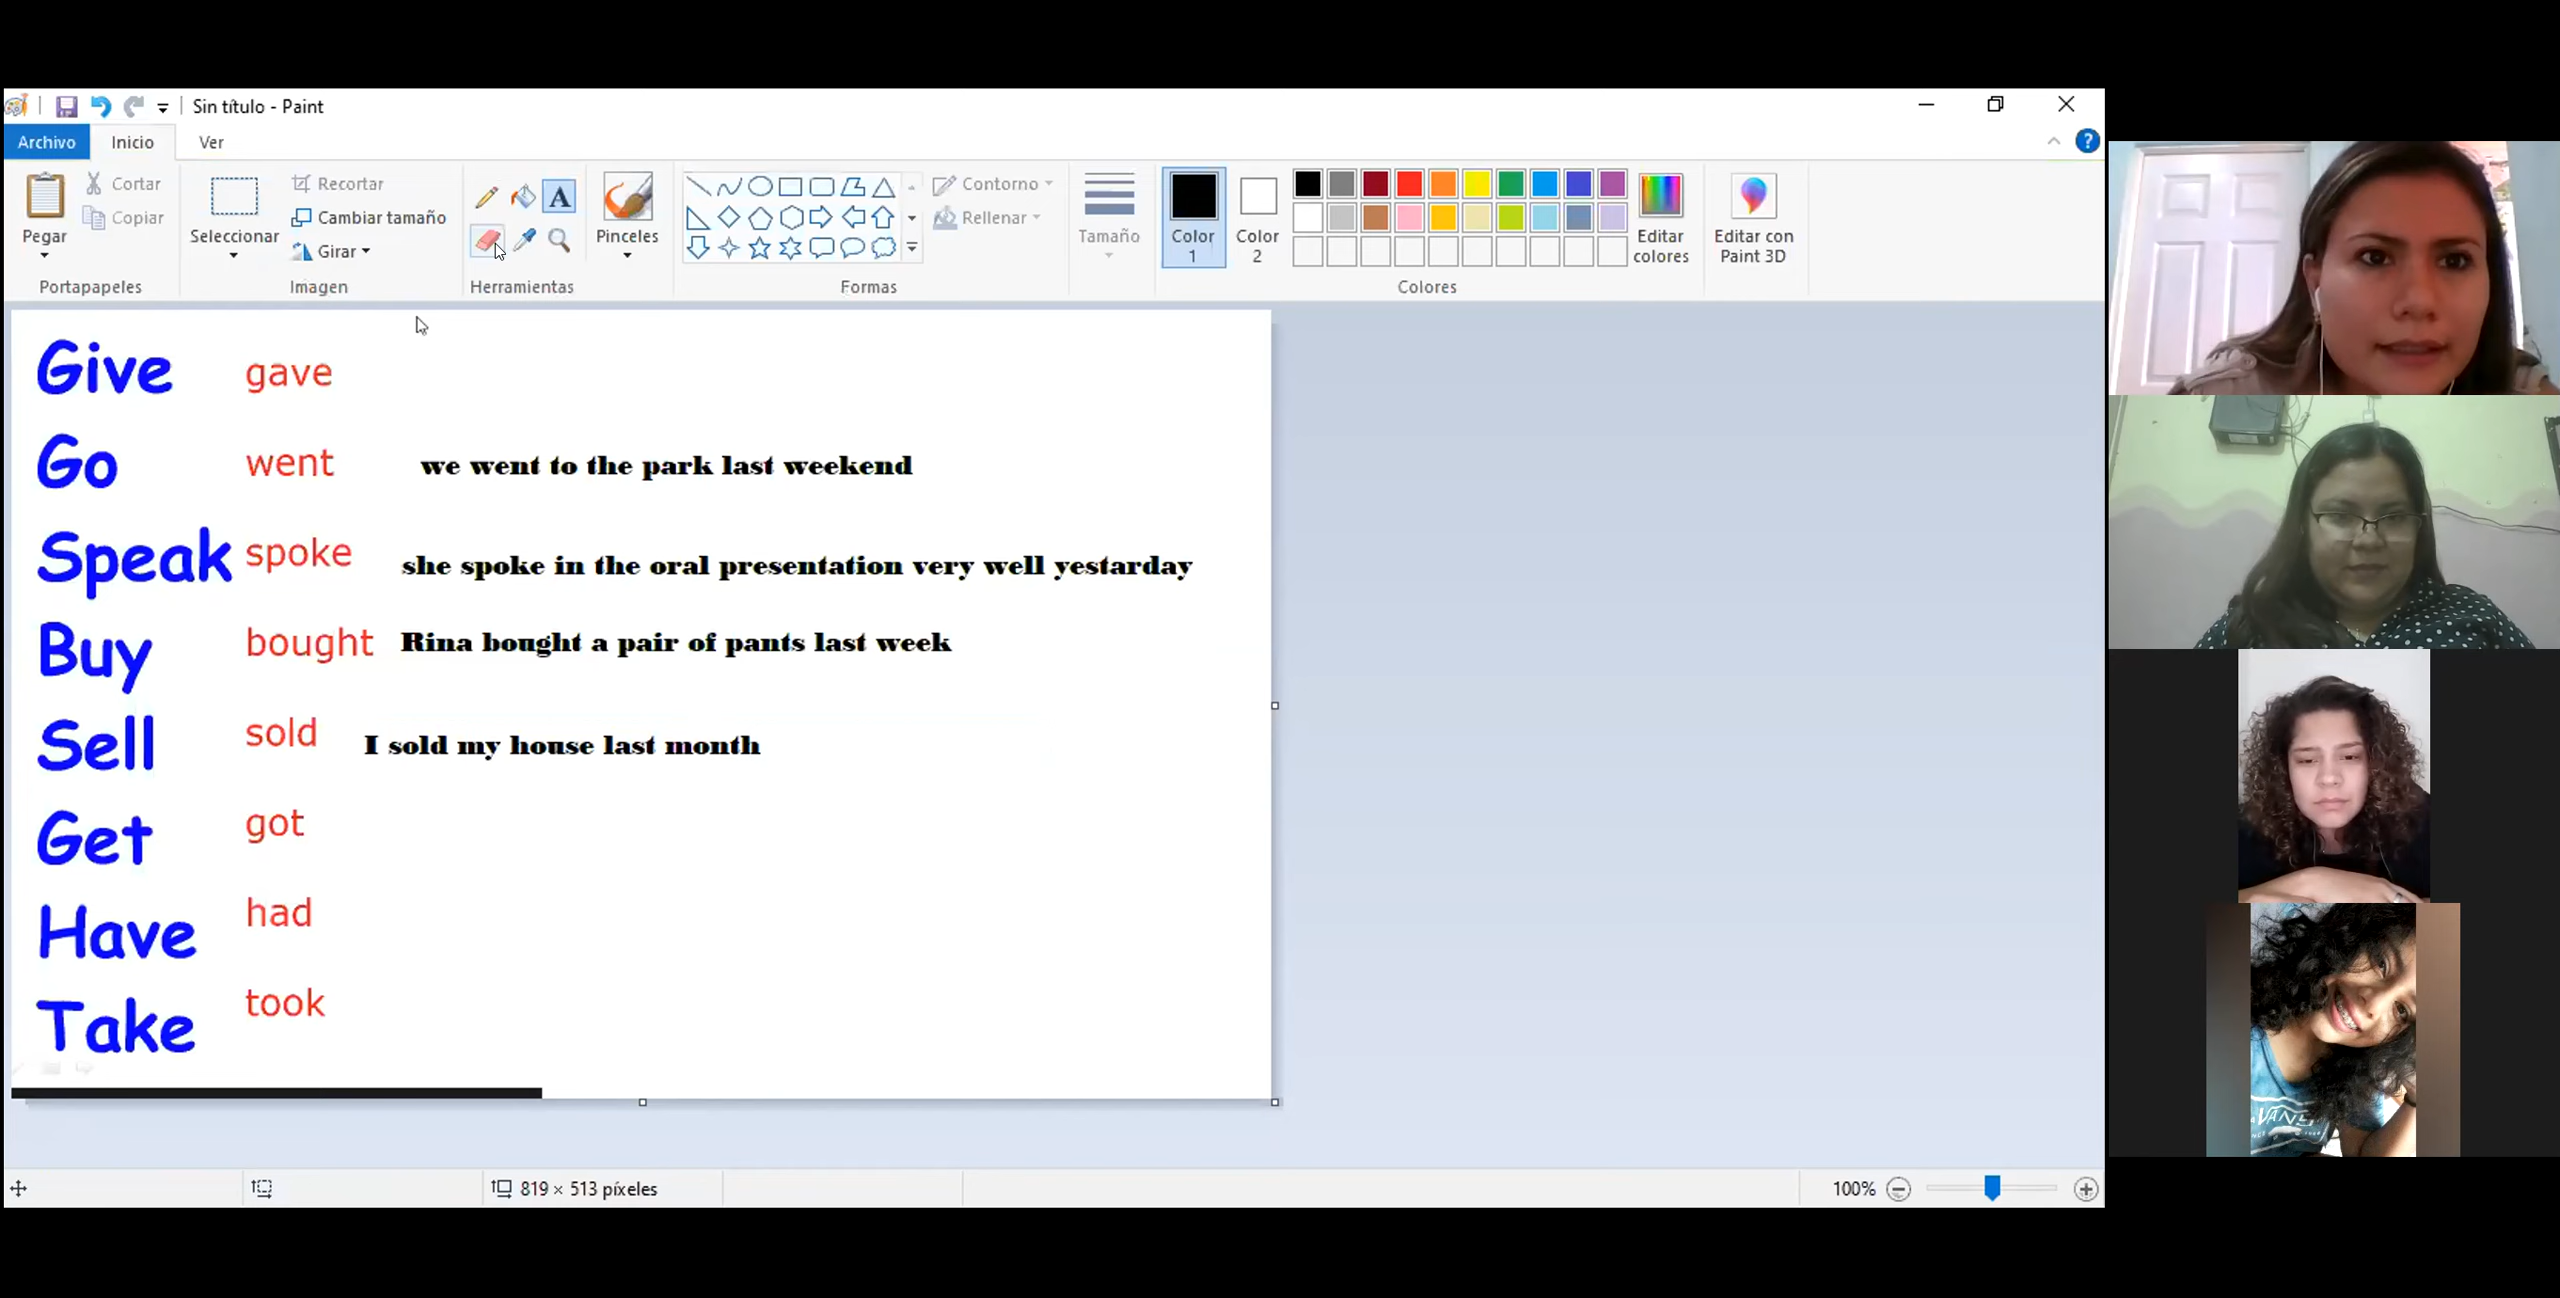 Sin título - Paint
Archivo Inicio Ver
Pegar
Cortar
Copiar
Portapapeles
Seleccionar
Recortar
Cambiar tamaño
Girar
Imagen
A
Herramientas
Pinceles
Formas
Contorno
Rellenar
Tamaño
Color 1
Color 2
Editar colores
Colores
Editar con Paint 3D
?
Give gave
Go went we went to the park last weekend
Speak spoke she spoke in the oral presentation very well yestarday
Buy bought Rina bought a pair of pants last week
Sell sold I sold my house last month
Get got
Have had
Take took
819 × 513 píxeles
100%
VANS